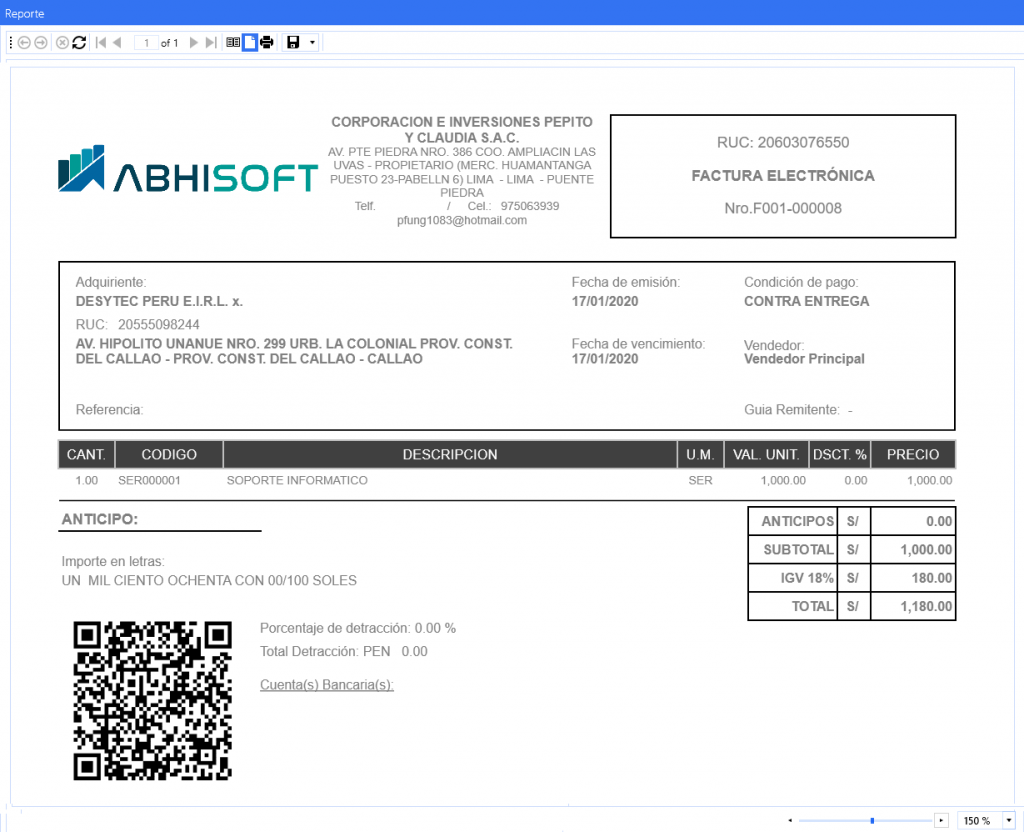 Reporte
1 of 1
ABHISOFT
CORPORACION E INVERSIONES PEPITO
Y CLAUDIA S.A.C.
AV. PTE PIEDRA NRO. 386 COO. AMPLIACIN LAS
UVAS - PROPIETARIO (MERC. HUAMANTANGA
PUESTO 23-PABELLN 6) LIMA - LIMA - PUENTE
PIEDRA
Telf. / Cel.: 975063939
pfung1083@hotmail.com
RUC: 20603076550
FACTURA ELECTRÓNICA
Nro.F001-000008
Adquiriente:
DESYTEC PERU E.I.R.L. x.
RUC: 20555098244
AV. HIPOLITO UNANUE NRO. 299 URB. LA COLONIAL PROV. CONST.
DEL CALLAO - PROV. CONST. DEL CALLAO - CALLAO
Referencia:
Fecha de emisión:
17/01/2020
Fecha de vencimiento:
17/01/2020
Condición de pago:
CONTRA ENTREGA
Vendedor:
Vendedor Principal
Guia Remitente: -
CANT. CODIGO DESCRIPCION U.M. VAL. UNIT. DSCT. % PRECIO
1.00 SER000001 SOPORTE INFORMATICO SER 1,000.00 0.00 1,000.00
ANTICIPO:
Importe en letras:
UN MIL CIENTO OCHENTA CON 00/100 SOLES
ANTICIPOS S/ 0.00
SUBTOTAL S/ 1,000.00
IGV 18% S/ 180.00
TOTAL S/ 1,180.00
Porcentaje de detracción: 0.00 %
Total Detracción: PEN 0.00
Cuenta(s) Bancaria(s):
150 %